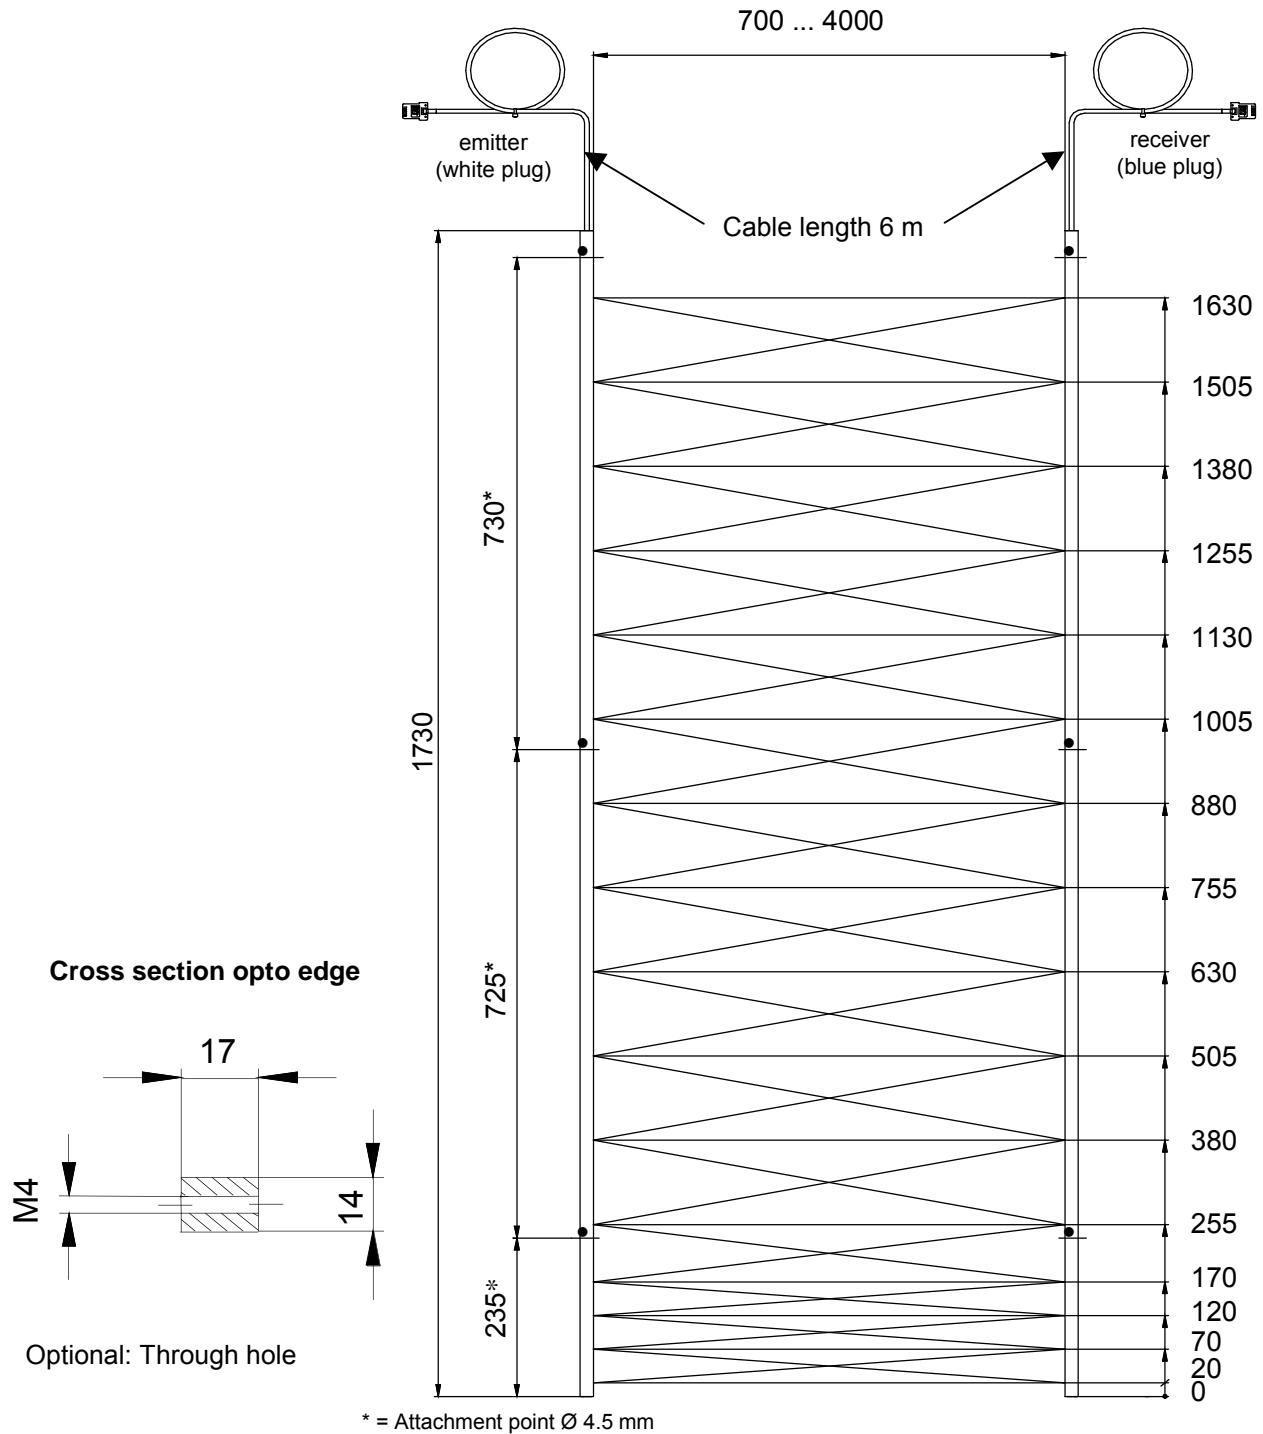 700 ... 4000
emitter
(white plug)
receiver
(blue plug)
Cable length 6 m
1630
1505
1380
730*
1255
1130
1005
1730
880
755
Cross section opto edge
725*
630
17
505
380
M4
14
255
170
235*
120
Optional: Through hole
70
20
0
* = Attachment point Ø 4.5 mm